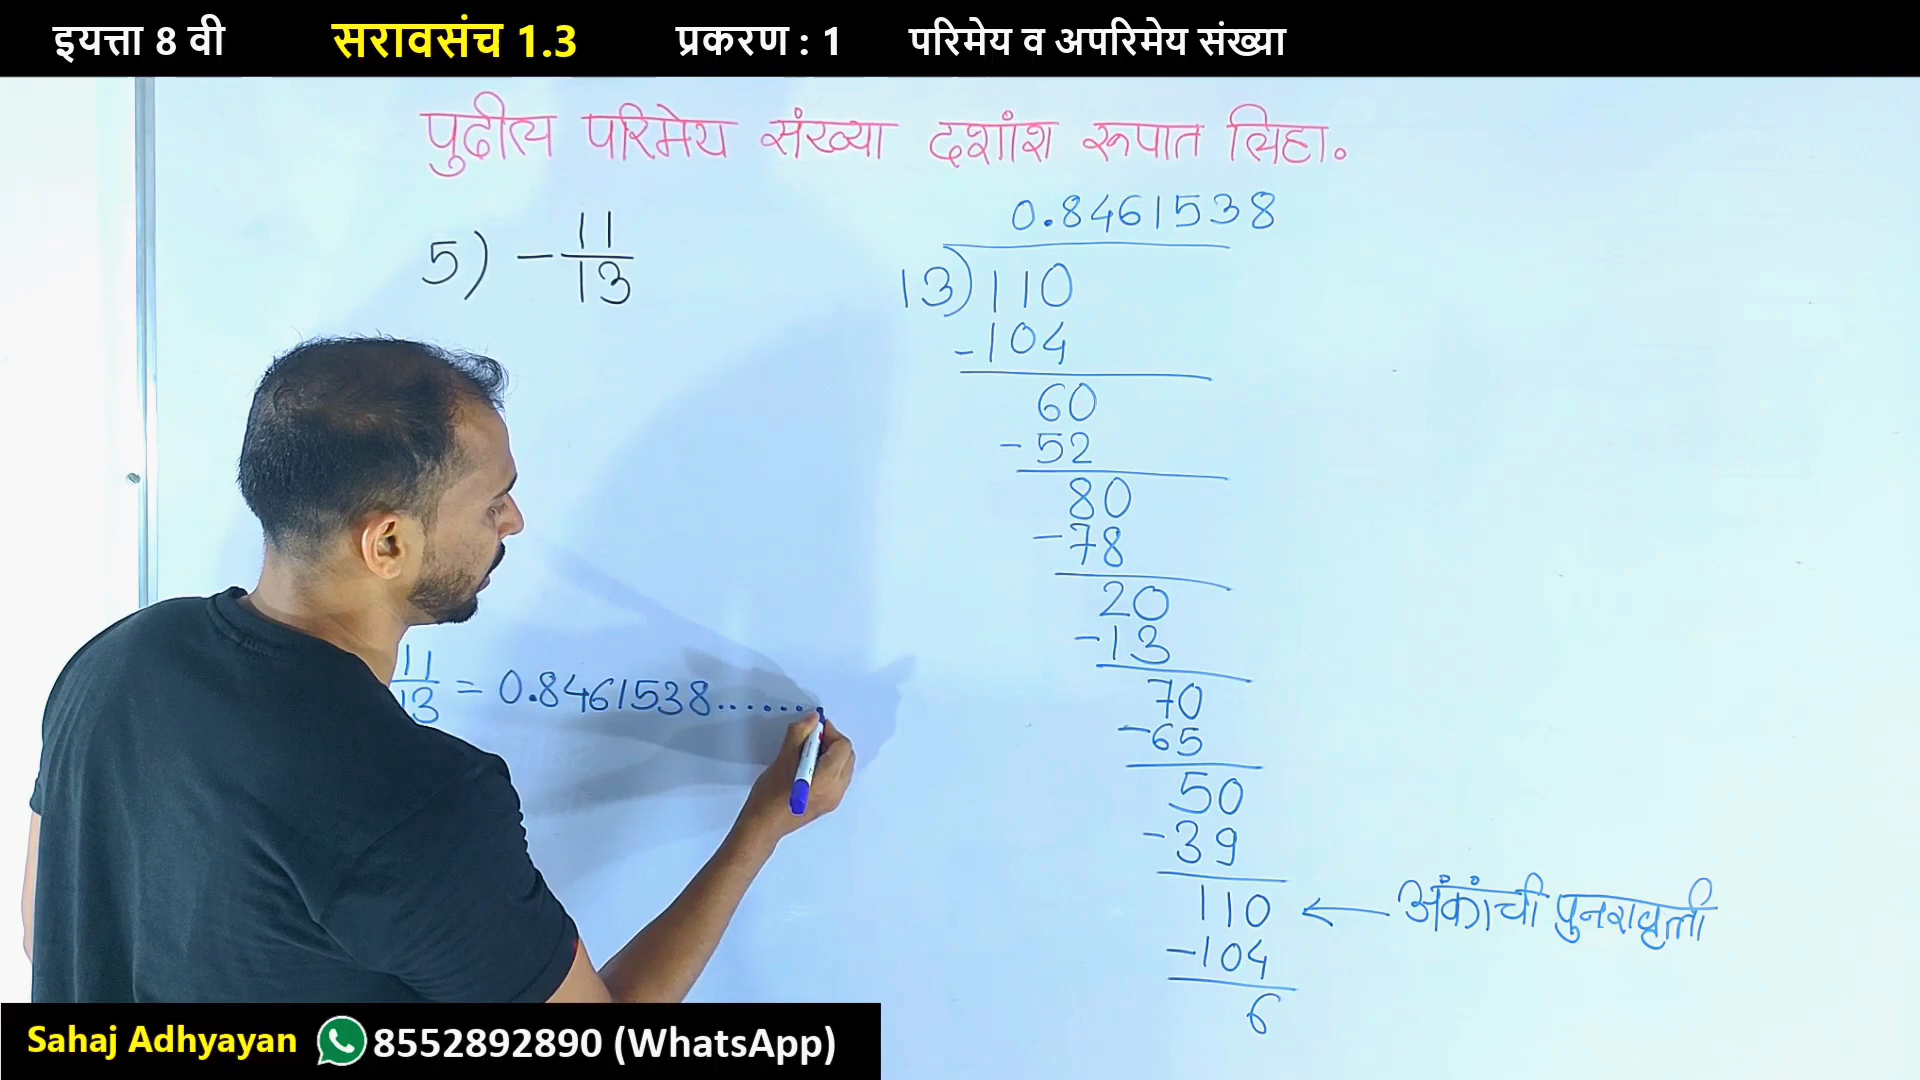 इयत्ता 8 वी सरावसंच 1.3 प्रकरण : 1 परिमेय व अपरिमेय संख्या
पुढील परिमेय संख्या दशांश रूपात लिहा.
5) - 11/13
11/13 = 0.8461538.......
0.8461538
13)110
-104
60
-52
80
-78
20
-13
70
-65
50
-39
110 ← अंकांची पुनरावृत्ती
-104
6
Sahaj Adhyayan 8552892890 (WhatsApp)